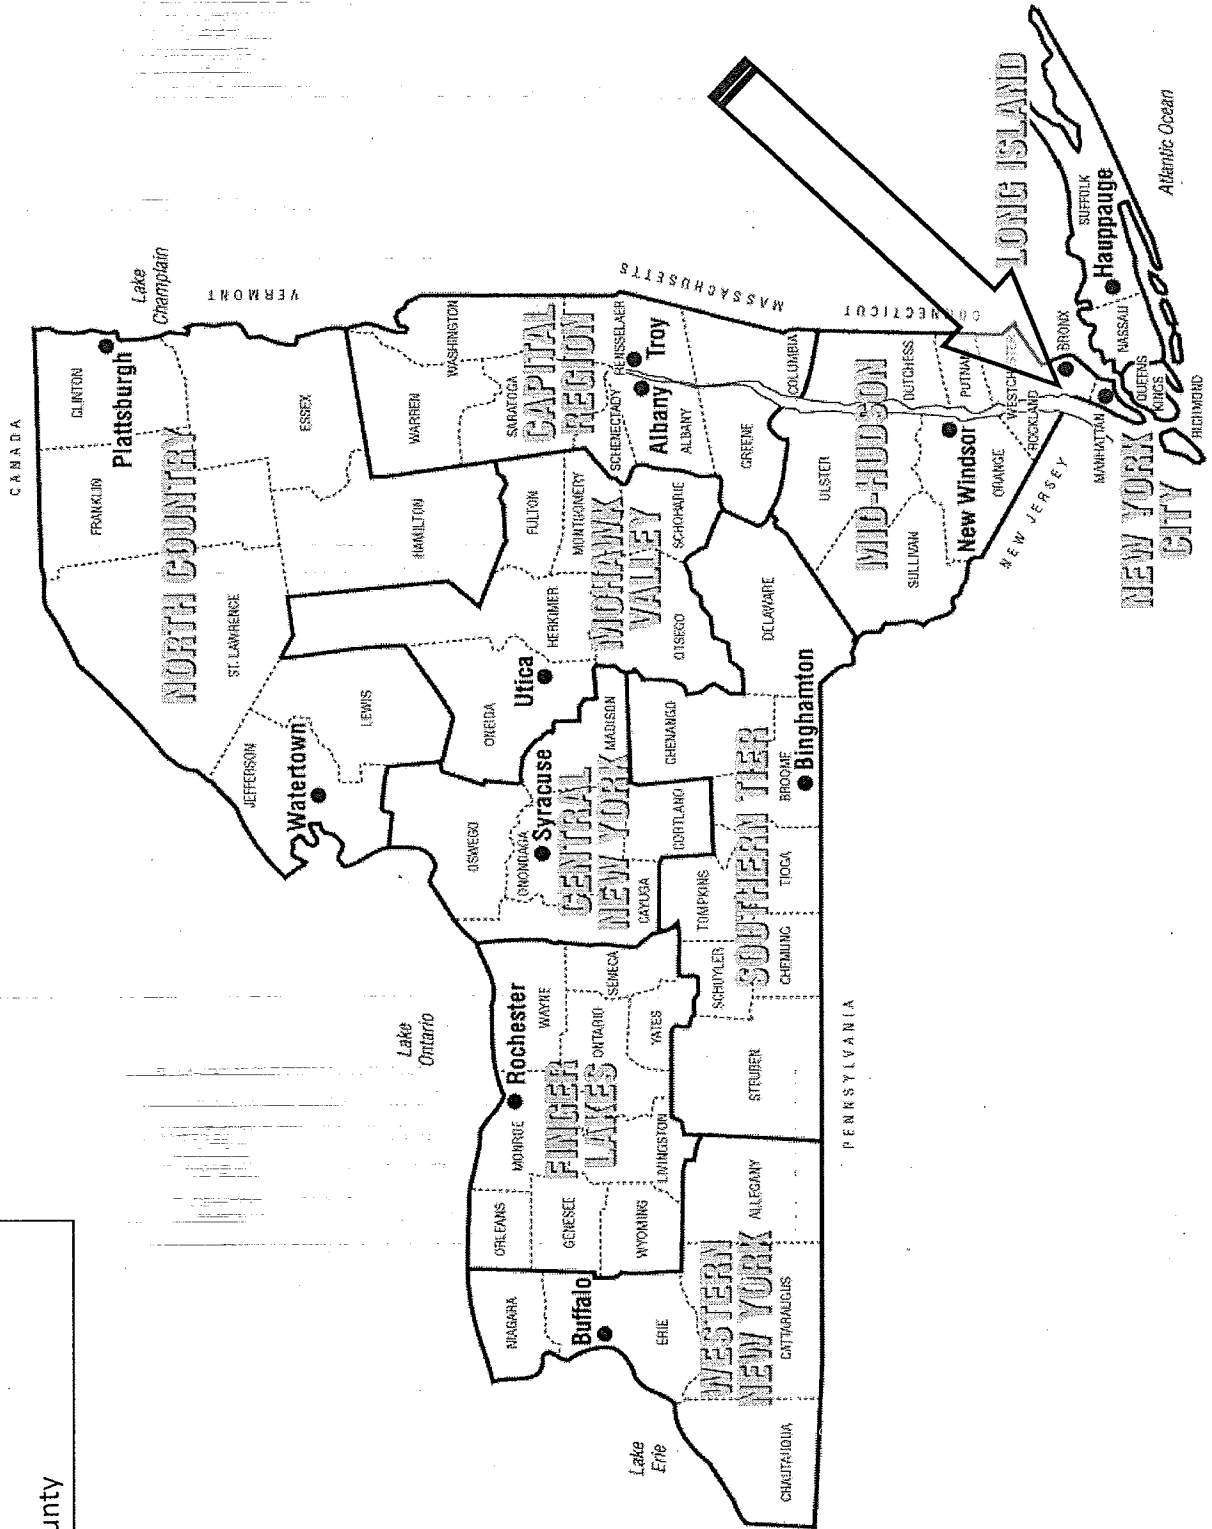 unty
CANADA
Lake
Champlain
VERMONT
CLINTON
Plattsburgh
FRANKLIN
NORTH COUNTRY
ST. LAWRENCE
ESSEX
JEFFERSON
Watertown
LEWIS
HAMILTON
WARREN
WASHINGTON
SARATOGA
CAPITAL
REGION
RENSSELAER
Troy
SCHENECTADY
Albany
ALBANY
COLUMBIA
GREENE
MASSACHUSETTS
FULTON
MONTGOMERY
HERKIMER
MOHAWK
VALLEY
SCHOHARIE
OTSEGO
ONEIDA
Utica
OSWEGO
ONONDAGA
Syracuse
MADISON
CENTRAL
NEW YORK
CORTLAND
CAYUGA
Lake
Ontario
Rochester
WAYNE
SENECA
MONROE
FINGER
LAKES
ONTARIO
YATES
LIVINGSTON
ORLEANS
GENESEE
WYOMING
NIAGARA
Buffalo
ERIE
WESTERN
NEW YORK
ALLEGANY
CATTARAUGUS
CHAUTAUQUA
Lake
Erie
CHENANGO
DELAWARE
SOUTHERN TIER
BROOME
Binghamton
TIOGA
TOMPKINS
CHEMUNG
SCHUYLER
STEUBEN
PENNSYLVANIA
MID-HUDSON
ULSTER
DUTCHESS
SULLIVAN
New Windsor
ORANGE
PUTNAM
WESTCHESTER
ROCKLAND
CONNECTICUT
NEW JERSEY
LONG ISLAND
SUFFOLK
Hauppauge
NASSAU
Atlantic Ocean
BRONX
MANHATTAN
QUEENS
KINGS
RICHMOND
NEW YORK
CITY